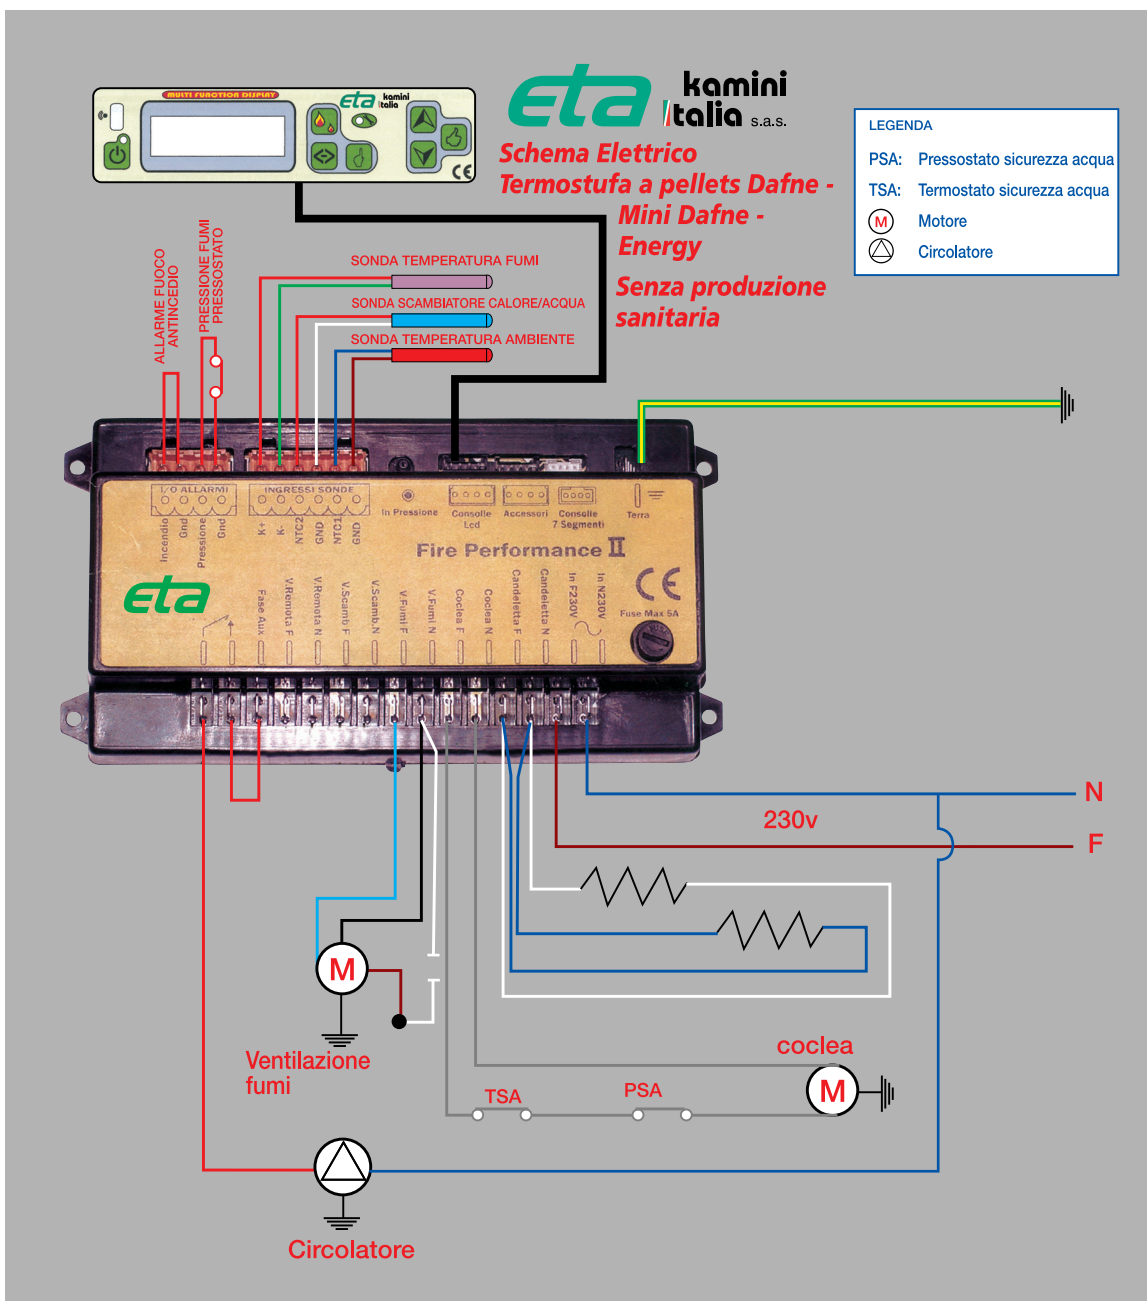 MULTI FUNCTION DISPLAY
eta kamini italia
CE
eta kamini italia s.a.s.
Schema Elettrico
Termostufa a pellets Dafne -
Mini Dafne -
Energy
Senza produzione
sanitaria
LEGENDA
PSA: Pressostato sicurezza acqua
TSA: Termostato sicurezza acqua
M Motore
Circolatore
ALLARME FUOCO
ANTINCEDIO
PRESSIONE FUMI
PRESSOSTATO
SONDA TEMPERATURA FUMI
SONDA SCAMBIATORE CALORE/ACQUA
SONDA TEMPERATURA AMBIENTE
I/O ALLARMI
INGRESSI SONDE
Incendio
Gnd
Pressione
Gnd
K+
K-
NTC2
GND
NTC1
GND
In Pressione
Consolle
Lcd
Accessori
Consolle
7 Segmenti
Terra
Fire Performance II
eta
CE
Fuse Max 5A
Fase Aux
V.Remota F
V.Remota N
V.Scamb F
V.Scamb.N
V.Fumi F
V.Fumi N
Coclea F
Coclea N
Candeletta F
Candeletta N
In F230V
In N230V
N
230v
F
M
Ventilazione
fumi
coclea
TSA
PSA
M
Circolatore